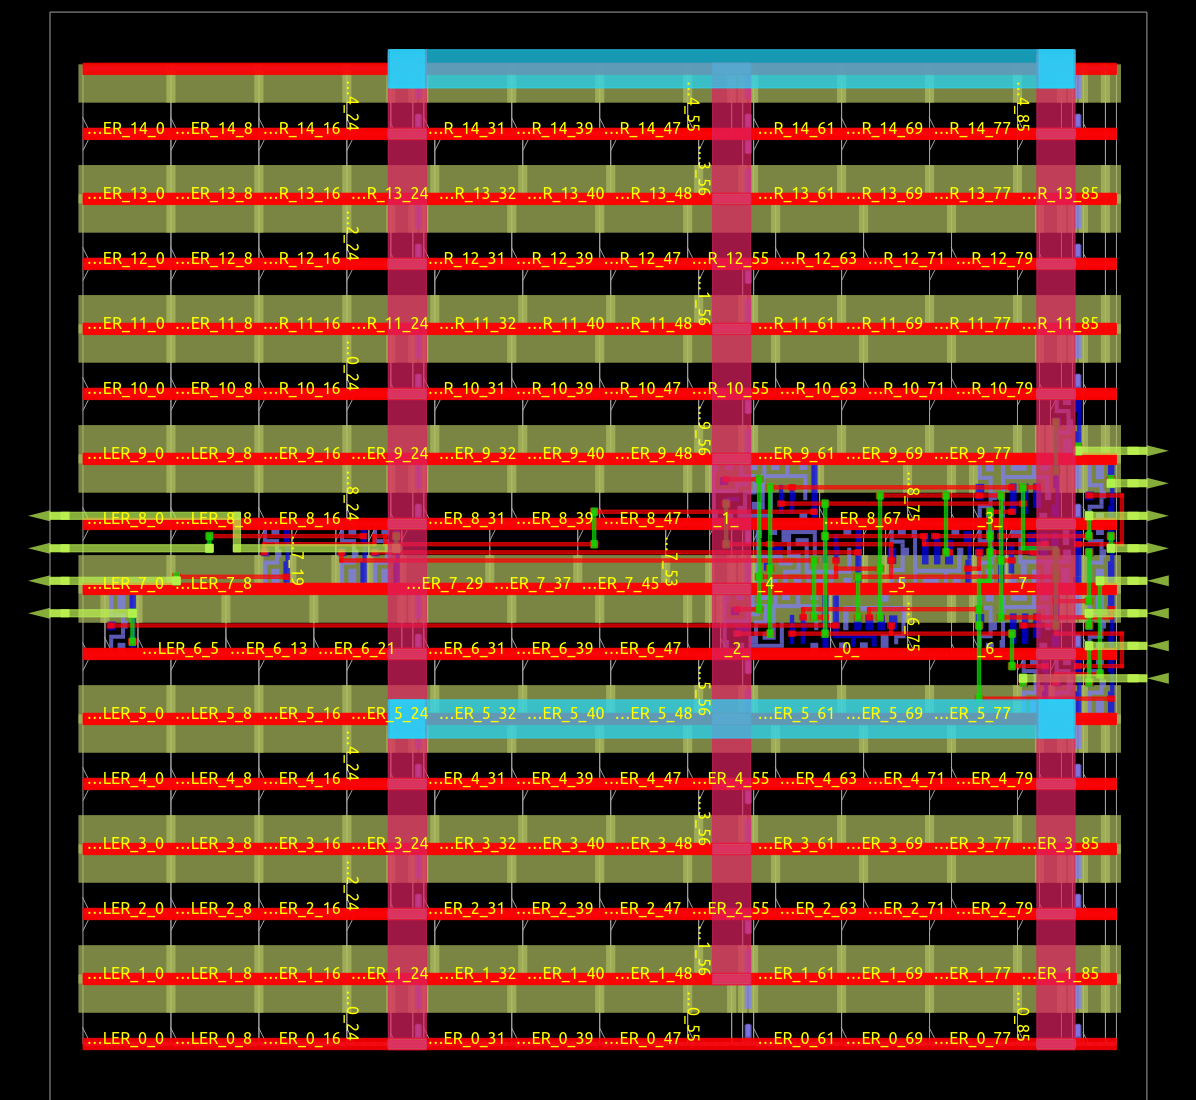 ...4_24 ...4_55 ...4_85
...ER_14_0 ...ER_14_8 ...R_14_16 ...R_14_31 ...R_14_39 ...R_14_47 ...R_14_61 ...R_14_69 ...R_14_77
...3_56
...ER_13_0 ...ER_13_8 ...R_13_16 ...R_13_24 ...R_13_32 ...R_13_40 ...R_13_48 ...R_13_61 ...R_13_69 ...R_13_77 ...R_13_85
...2_24
...ER_12_0 ...ER_12_8 ...R_12_16 ...R_12_31 ...R_12_39 ...R_12_47 ...R_12_55 ...R_12_63 ...R_12_71 ...R_12_79
...1_56
...ER_11_0 ...ER_11_8 ...R_11_16 ...R_11_24 ...R_11_32 ...R_11_40 ...R_11_48 ...R_11_61 ...R_11_69 ...R_11_77 ...R_11_85
...0_24
...ER_10_0 ...ER_10_8 ...R_10_16 ...R_10_31 ...R_10_39 ...R_10_47 ...R_10_55 ...R_10_63 ...R_10_71 ...R_10_79
...9_56
...LER_9_0 ...LER_9_8 ...ER_9_16 ...ER_9_24 ...ER_9_32 ...ER_9_40 ...ER_9_48 ...ER_9_61 ...ER_9_69 ...ER_9_77
...8_24 ...8_75
...LER_8_0 ...LER_8_8 ...ER_8_16 ...ER_8_31 ...ER_8_39 ...ER_8_47 _1_ ...ER_8_67 _3_
...7_19 ...7_53
...LER_7_0 ...LER_7_8 ...ER_7_29 ...ER_7_37 ...ER_7_45 _4_ _5_ _7_
...6_75
...LER_6_5 ...ER_6_13 ...ER_6_21 ...ER_6_31 ...ER_6_39 ...ER_6_47 _2_ _0_ _6_
...5_56
...LER_5_0 ...LER_5_8 ...ER_5_16 ...ER_5_24 ...ER_5_32 ...ER_5_40 ...ER_5_48 ...ER_5_61 ...ER_5_69 ...ER_5_77
...4_24
...LER_4_0 ...LER_4_8 ...ER_4_16 ...ER_4_31 ...ER_4_39 ...ER_4_47 ...ER_4_55 ...ER_4_63 ...ER_4_71 ...ER_4_79
...3_56
...LER_3_0 ...LER_3_8 ...ER_3_16 ...ER_3_24 ...ER_3_32 ...ER_3_40 ...ER_3_48 ...ER_3_61 ...ER_3_69 ...ER_3_77 ...ER_3_85
...2_24
...LER_2_0 ...LER_2_8 ...ER_2_16 ...ER_2_31 ...ER_2_39 ...ER_2_47 ...ER_2_55 ...ER_2_63 ...ER_2_71 ...ER_2_79
...1_56
...LER_1_0 ...LER_1_8 ...ER_1_16 ...ER_1_24 ...ER_1_32 ...ER_1_40 ...ER_1_48 ...ER_1_61 ...ER_1_69 ...ER_1_77 ...ER_1_85
...0_24 ...0_55 ...0_85
...LER_0_0 ...LER_0_8 ...ER_0_16 ...ER_0_31 ...ER_0_39 ...ER_0_47 ...ER_0_61 ...ER_0_69 ...ER_0_77